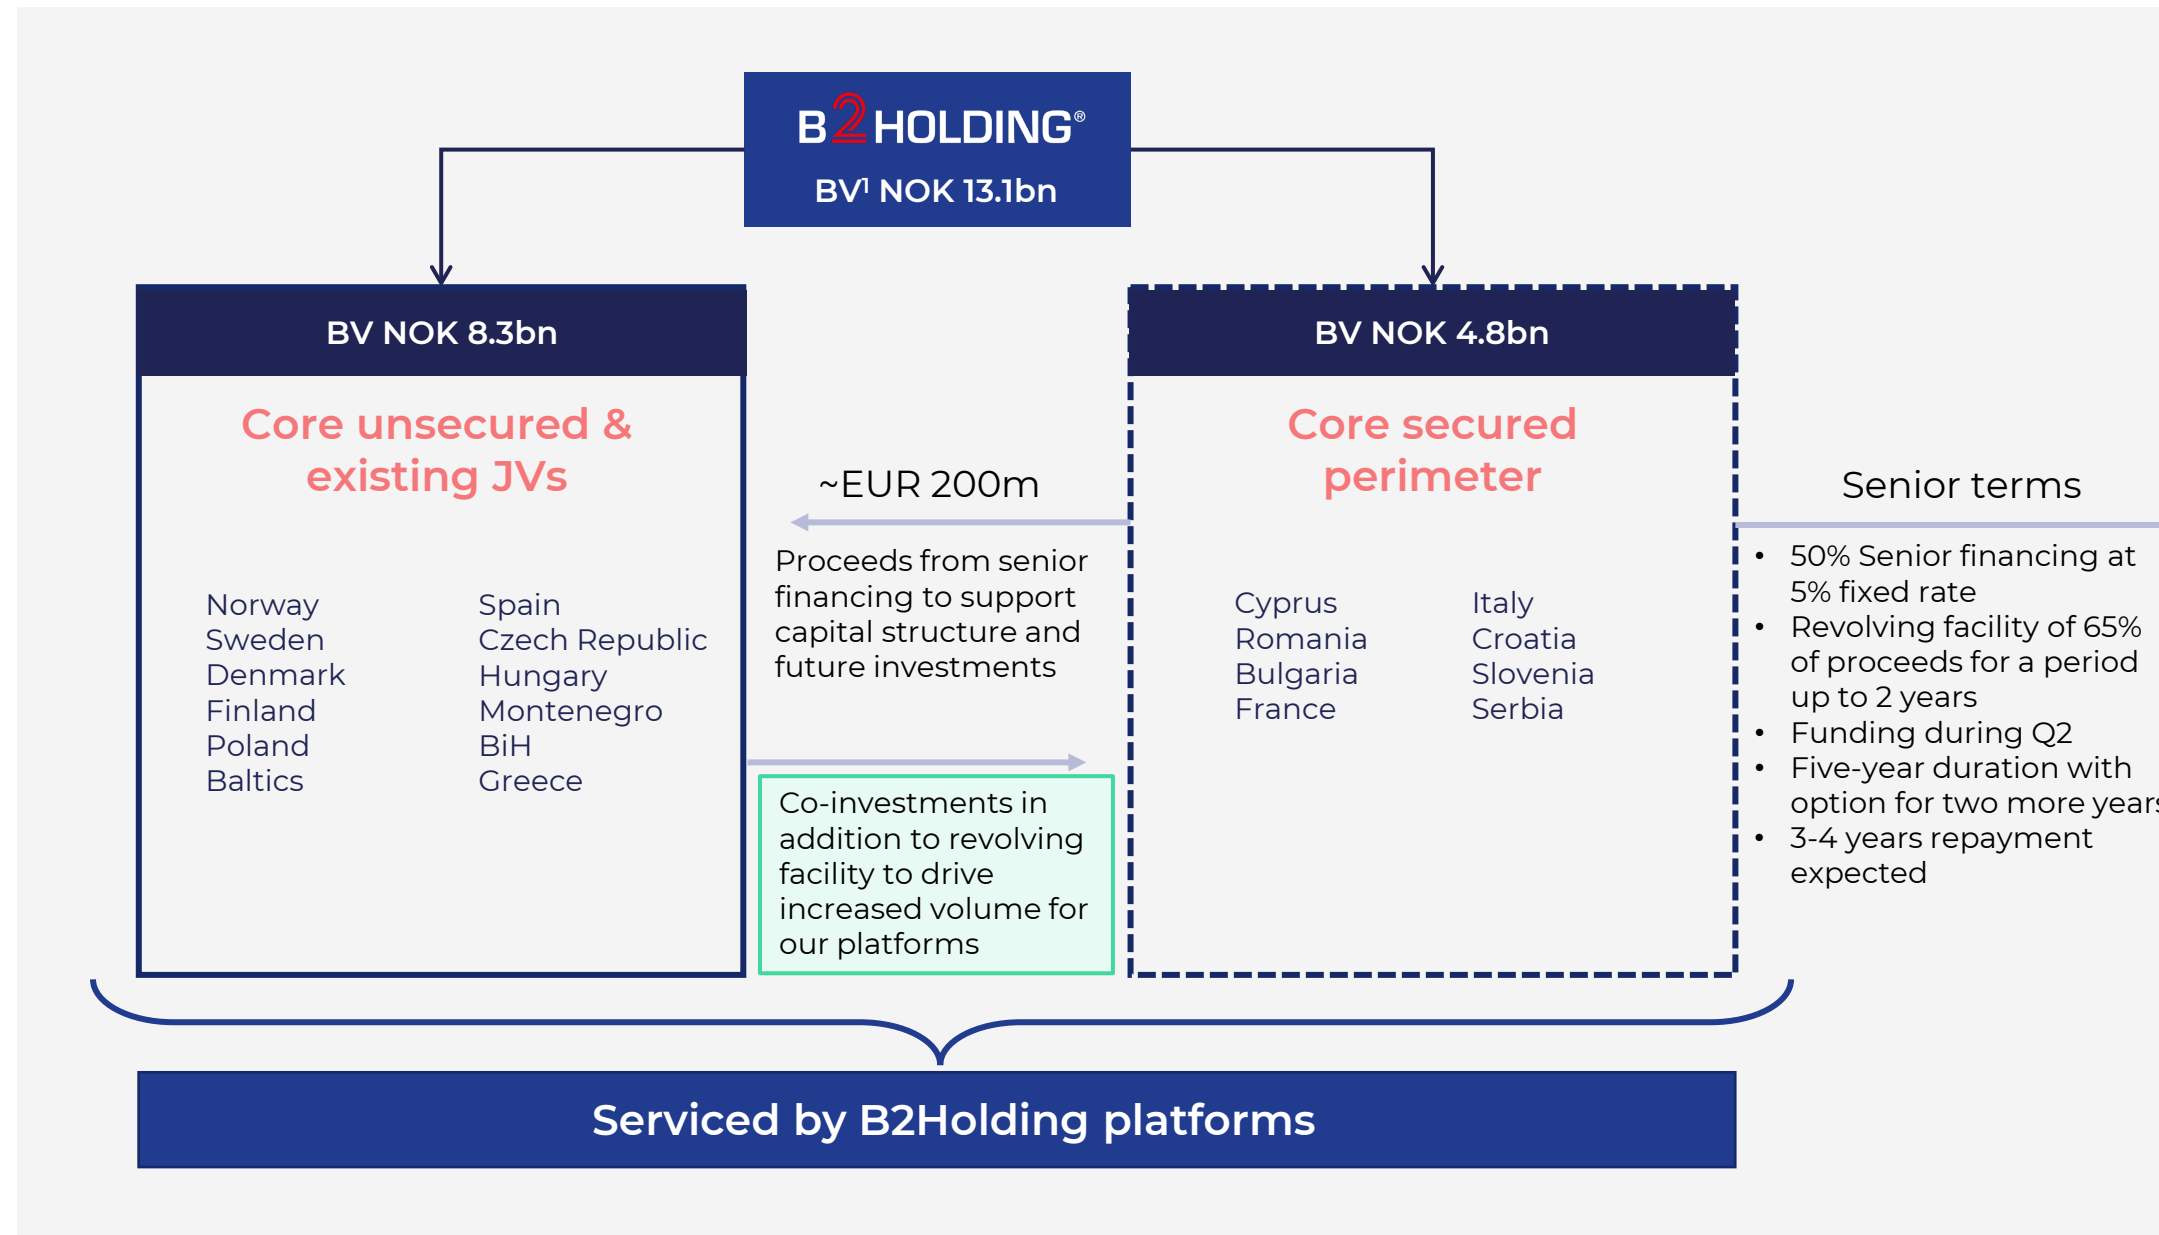 B2HOLDING®
BV¹ NOK 13.1bn
BV NOK 8.3bn
Core unsecured &
existing JVs
Norway
Sweden
Denmark
Finland
Poland
Baltics
Spain
Czech Republic
Hungary
Montenegro
BiH
Greece
~EUR 200m
Proceeds from senior
financing to support
capital structure and
future investments
Co-investments in
addition to revolving
facility to drive
increased volume for
our platforms
BV NOK 4.8bn
Core secured
perimeter
Cyprus
Romania
Bulgaria
France
Italy
Croatia
Slovenia
Serbia
Senior terms
• 50% Senior financing at
5% fixed rate
• Revolving facility of 65%
of proceeds for a period
up to 2 years
• Funding during Q2
• Five-year duration with
option for two more years
• 3-4 years repayment
expected
Serviced by B2Holding platforms